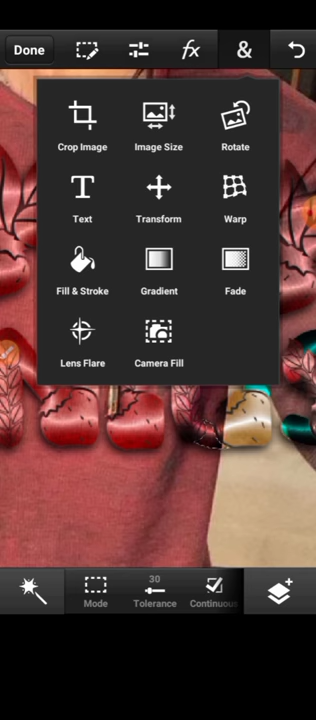 Done fx &
Crop Image Image Size Rotate
Text Transform Warp
Fill & Stroke Gradient Fade
Lens Flare Camera Fill
30
Mode Tolerance Continuous